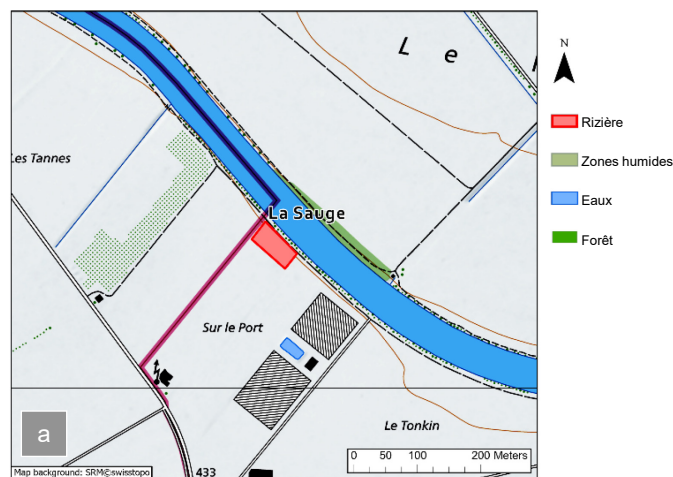 L e
N
Les Tannes
La Sauge
Sur le Port
Le Tonkin
433
a
Map background: SRM©swisstopo
0 50 100 200 Meters
Rizière
Zones humides
Eaux
Forêt